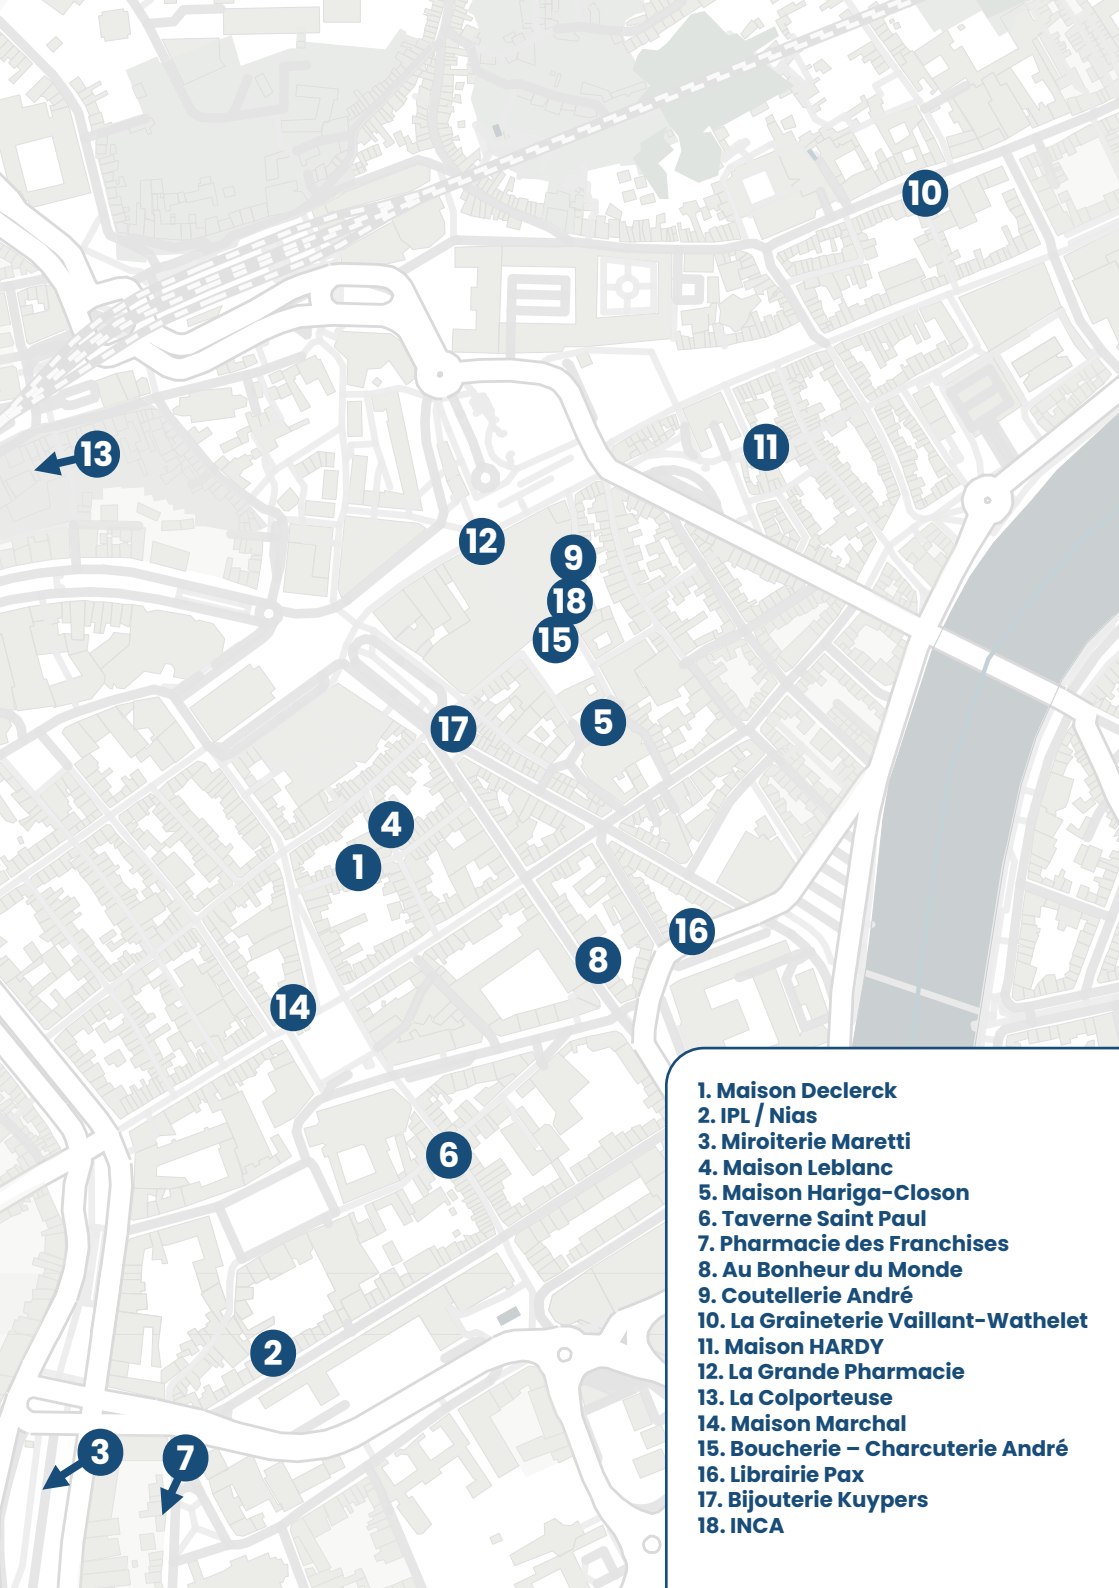 10
13
11
12
9
18
15
5
17
4
1
16
8
14
6
2
3
7
1. Maison Declerck
2. IPL / Nias
3. Miroiterie Maretti
4. Maison Leblanc
5. Maison Hariga-Closon
6. Taverne Saint Paul
7. Pharmacie des Franchises
8. Au Bonheur du Monde
9. Coutellerie André
10. La Graineterie Vaillant-Wathelet
11. Maison HARDY
12. La Grande Pharmacie
13. La Colporteuse
14. Maison Marchal
15. Boucherie – Charcuterie André
16. Librairie Pax
17. Bijouterie Kuypers
18. INCA